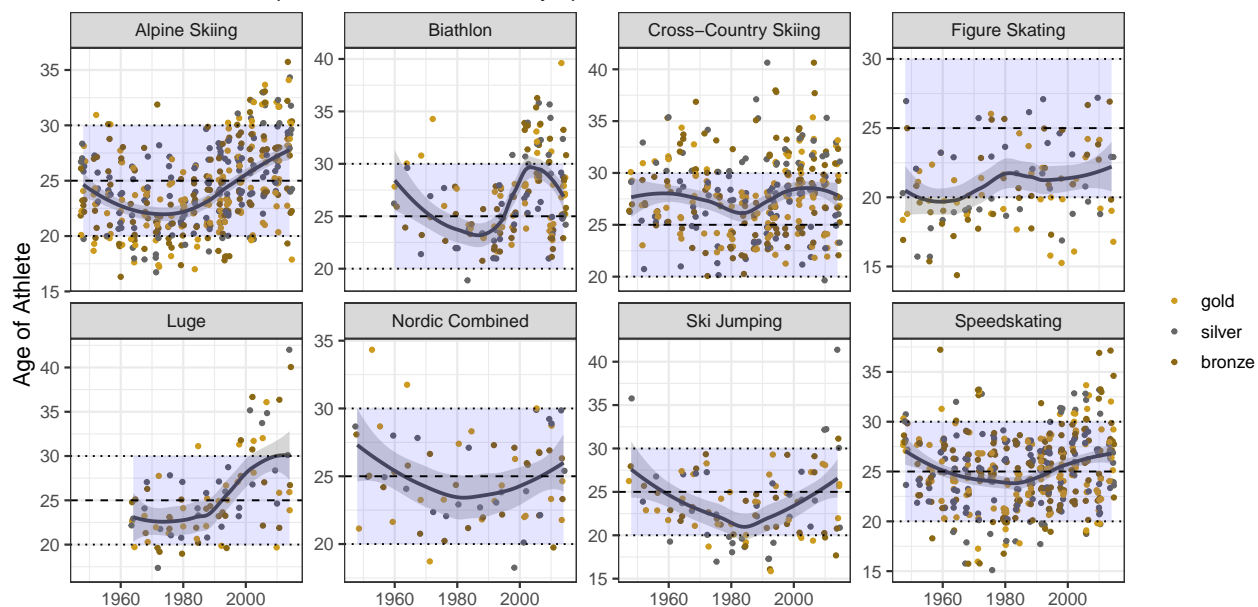 Alpine Skiing
Biathlon
Cross−Country Skiing
Figure Skating
35
30
25
20
15
40
35
30
25
20
40
35
30
25
20
30
25
20
15
Age of Athlete
Luge
Nordic Combined
Ski Jumping
Speedskating
40
35
30
25
20
35
30
25
20
40
35
30
25
20
15
35
30
25
20
15
1960 1980 2000
1960 1980 2000
1960 1980 2000
1960 1980 2000
gold
silver
bronze